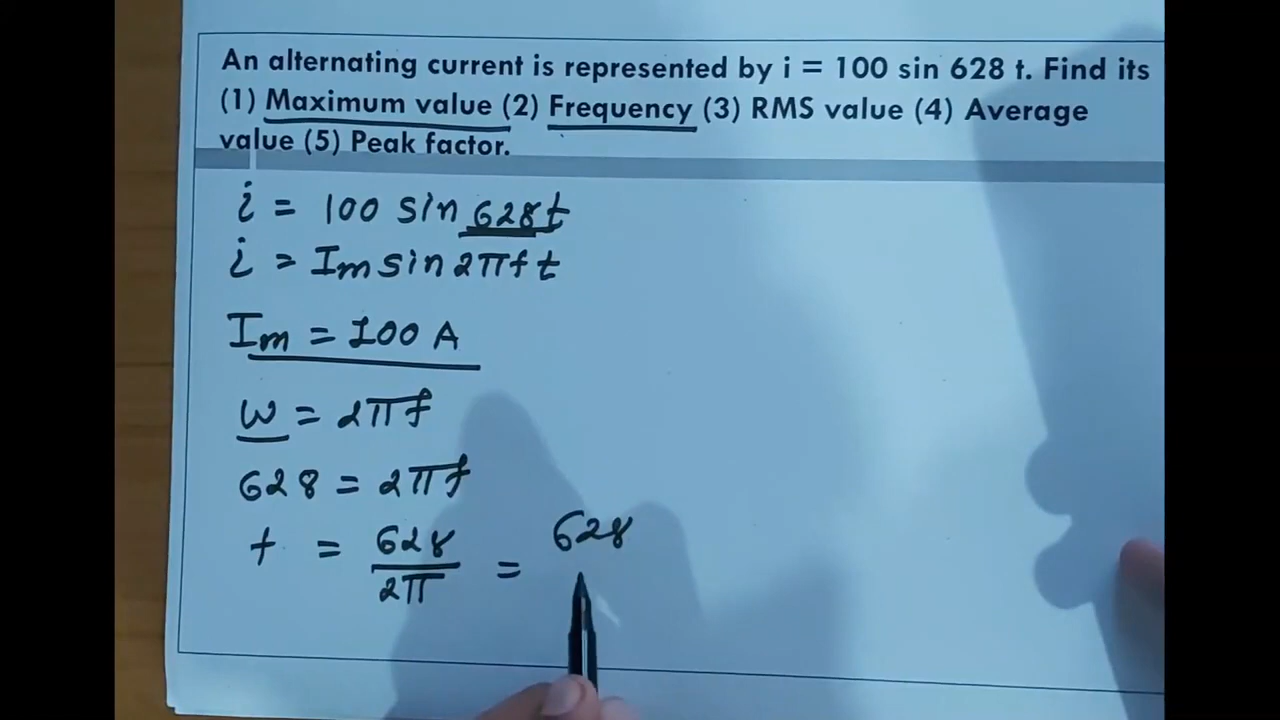 An alternating current is represented by i = 100 sin 628 t. Find its
(1) Maximum value (2) Frequency (3) RMS value (4) Average
value (5) Peak factor.
i = 100 sin 628t
i = Im sin 2πft
Im = 100 A
ω = 2πf
628 = 2πf
f = 628/2π = 628